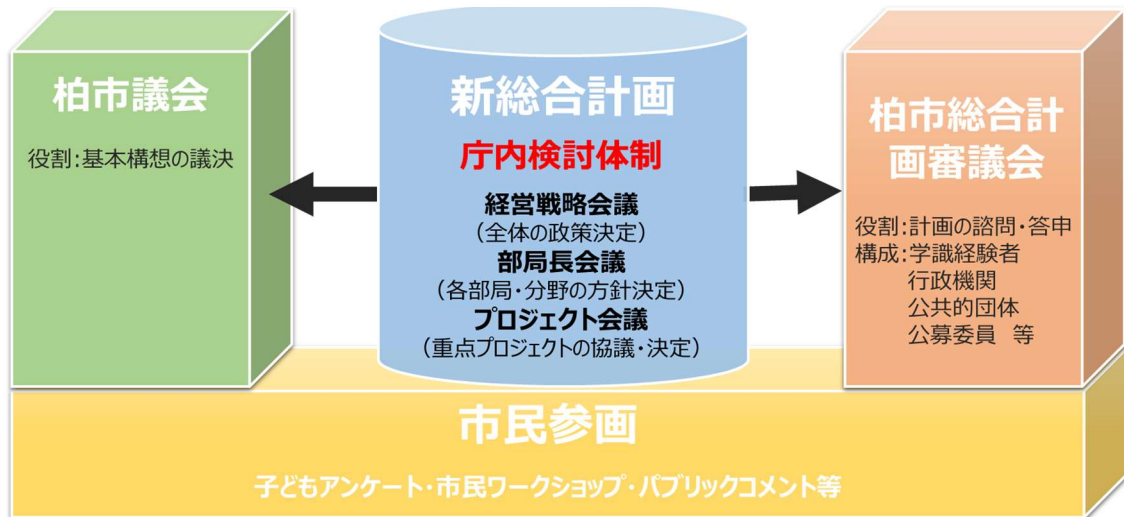 柏市議会
役割:基本構想の議決
新総合計画
庁内検討体制
経営戦略会議
(全体の政策決定)
部局長会議
(各部局・分野の方針決定)
プロジェクト会議
(重点プロジェクトの協議・決定)
柏市総合計
画審議会
役割:計画の諮問・答申
構成:学識経験者
行政機関
公共的団体
公募委員 等
市民参画
子どもアンケート・市民ワークショップ・パブリックコメント等